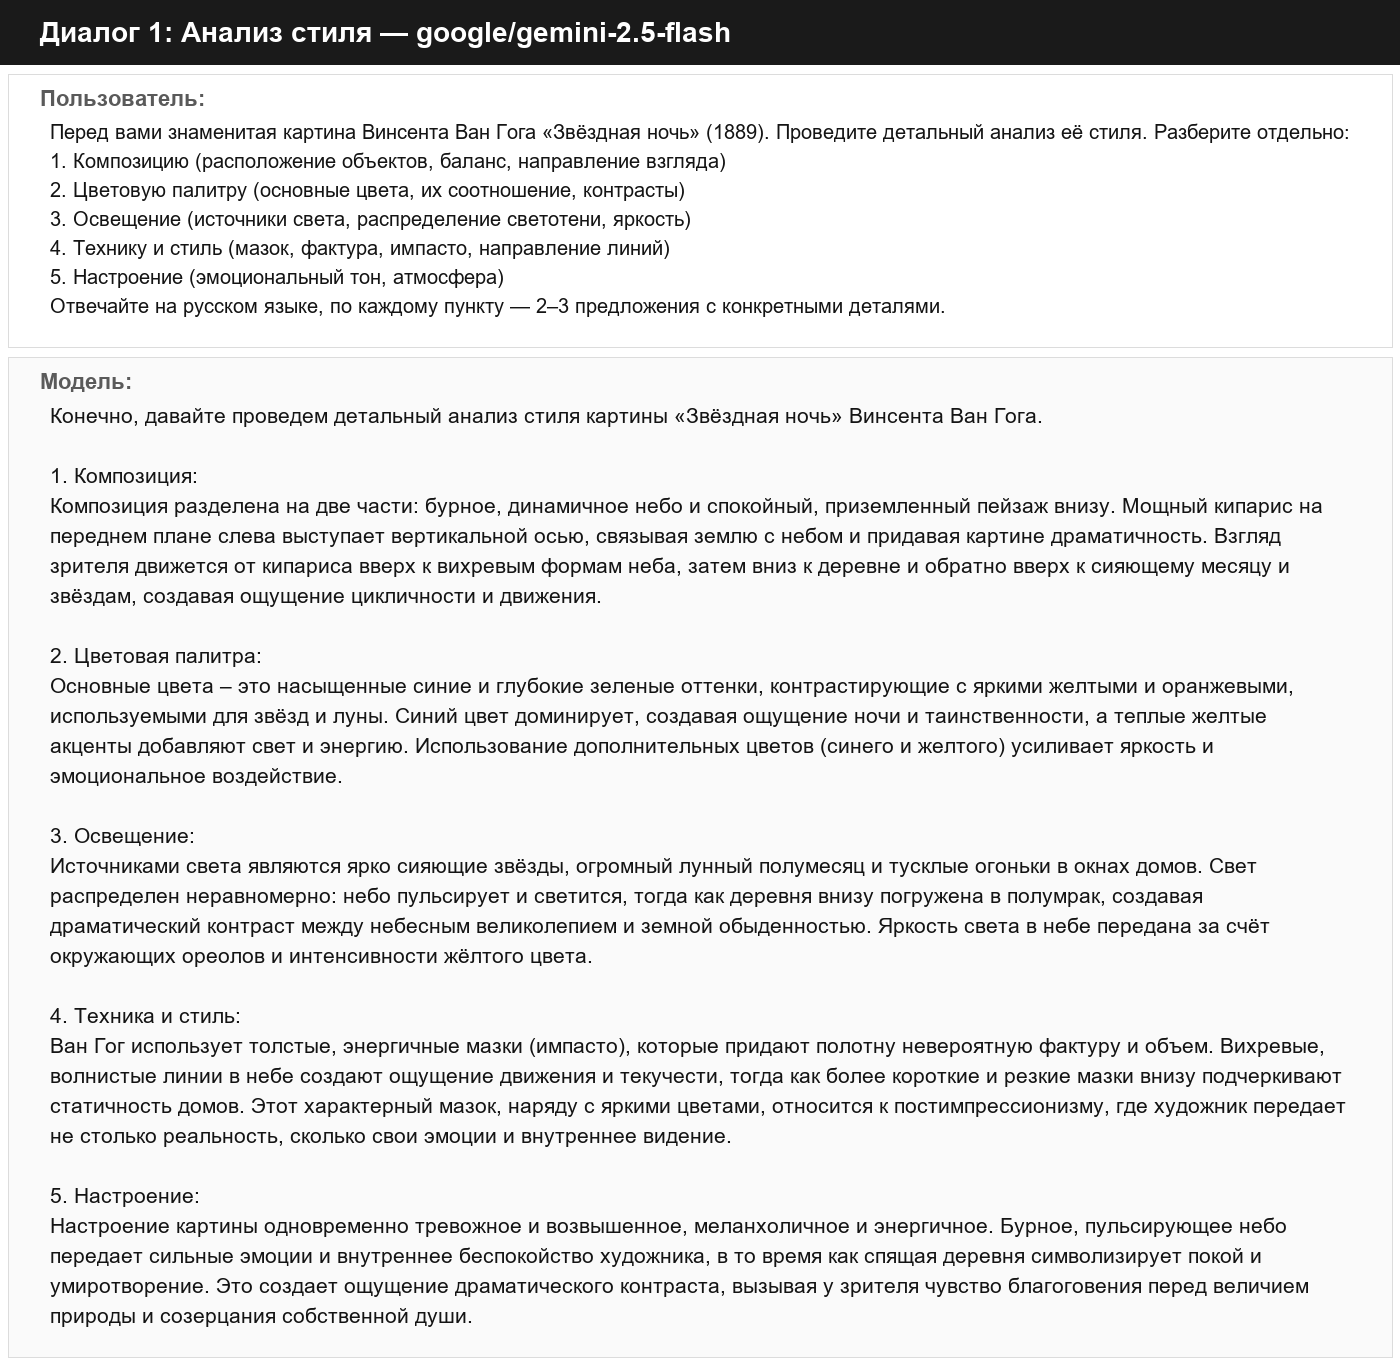 Диалог 1: Анализ стиля — google/gemini-2.5-flash
Пользователь:
Перед вами знаменитая картина Винсента Ван Гога «Звёздная ночь» (1889). Проведите детальный анализ её стиля. Разберите отдельно:
1. Композицию (расположение объектов, баланс, направление взгляда)
2. Цветовую палитру (основные цвета, их соотношение, контрасты)
3. Освещение (источники света, распределение светотени, яркость)
4. Технику и стиль (мазок, фактура, импасто, направление линий)
5. Настроение (эмоциональный тон, атмосфера)
Отвечайте на русском языке, по каждому пункту — 2–3 предложения с конкретными деталями.
Модель:
Конечно, давайте проведем детальный анализ стиля картины «Звёздная ночь» Винсента Ван Гога.
1. Композиция:
Композиция разделена на две части: бурное, динамичное небо и спокойный, приземленный пейзаж внизу. Мощный кипарис на
переднем плане слева выступает вертикальной осью, связывая землю с небом и придавая картине драматичность. Взгляд
зрителя движется от кипариса вверх к вихревым формам неба, затем вниз к деревне и обратно вверх к сияющему месяцу и
звёздам, создавая ощущение цикличности и движения.
2. Цветовая палитра:
Основные цвета – это насыщенные синие и глубокие зеленые оттенки, контрастирующие с яркими желтыми и оранжевыми,
используемыми для звёзд и луны. Синий цвет доминирует, создавая ощущение ночи и таинственности, а теплые желтые
акценты добавляют свет и энергию. Использование дополнительных цветов (синего и желтого) усиливает яркость и
эмоциональное воздействие.
3. Освещение:
Источниками света являются ярко сияющие звёзды, огромный лунный полумесяц и тусклые огоньки в окнах домов. Свет
распределен неравномерно: небо пульсирует и светится, тогда как деревня внизу погружена в полумрак, создавая
драматический контраст между небесным великолепием и земной обыденностью. Яркость света в небе передана за счёт
окружающих ореолов и интенсивности жёлтого цвета.
4. Техника и стиль:
Ван Гог использует толстые, энергичные мазки (импасто), которые придают полотну невероятную фактуру и объем. Вихревые,
волнистые линии в небе создают ощущение движения и текучести, тогда как более короткие и резкие мазки внизу подчеркивают
статичность домов. Этот характерный мазок, наряду с яркими цветами, относится к постимпрессионизму, где художник передает
не столько реальность, сколько свои эмоции и внутреннее видение.
5. Настроение:
Настроение картины одновременно тревожное и возвышенное, меланхоличное и энергичное. Бурное, пульсирующее небо
передает сильные эмоции и внутреннее беспокойство художника, в то время как спящая деревня символизирует покой и
умиротворение. Это создает ощущение драматического контраста, вызывая у зрителя чувство благоговения перед величием
природы и созерцания собственной души.